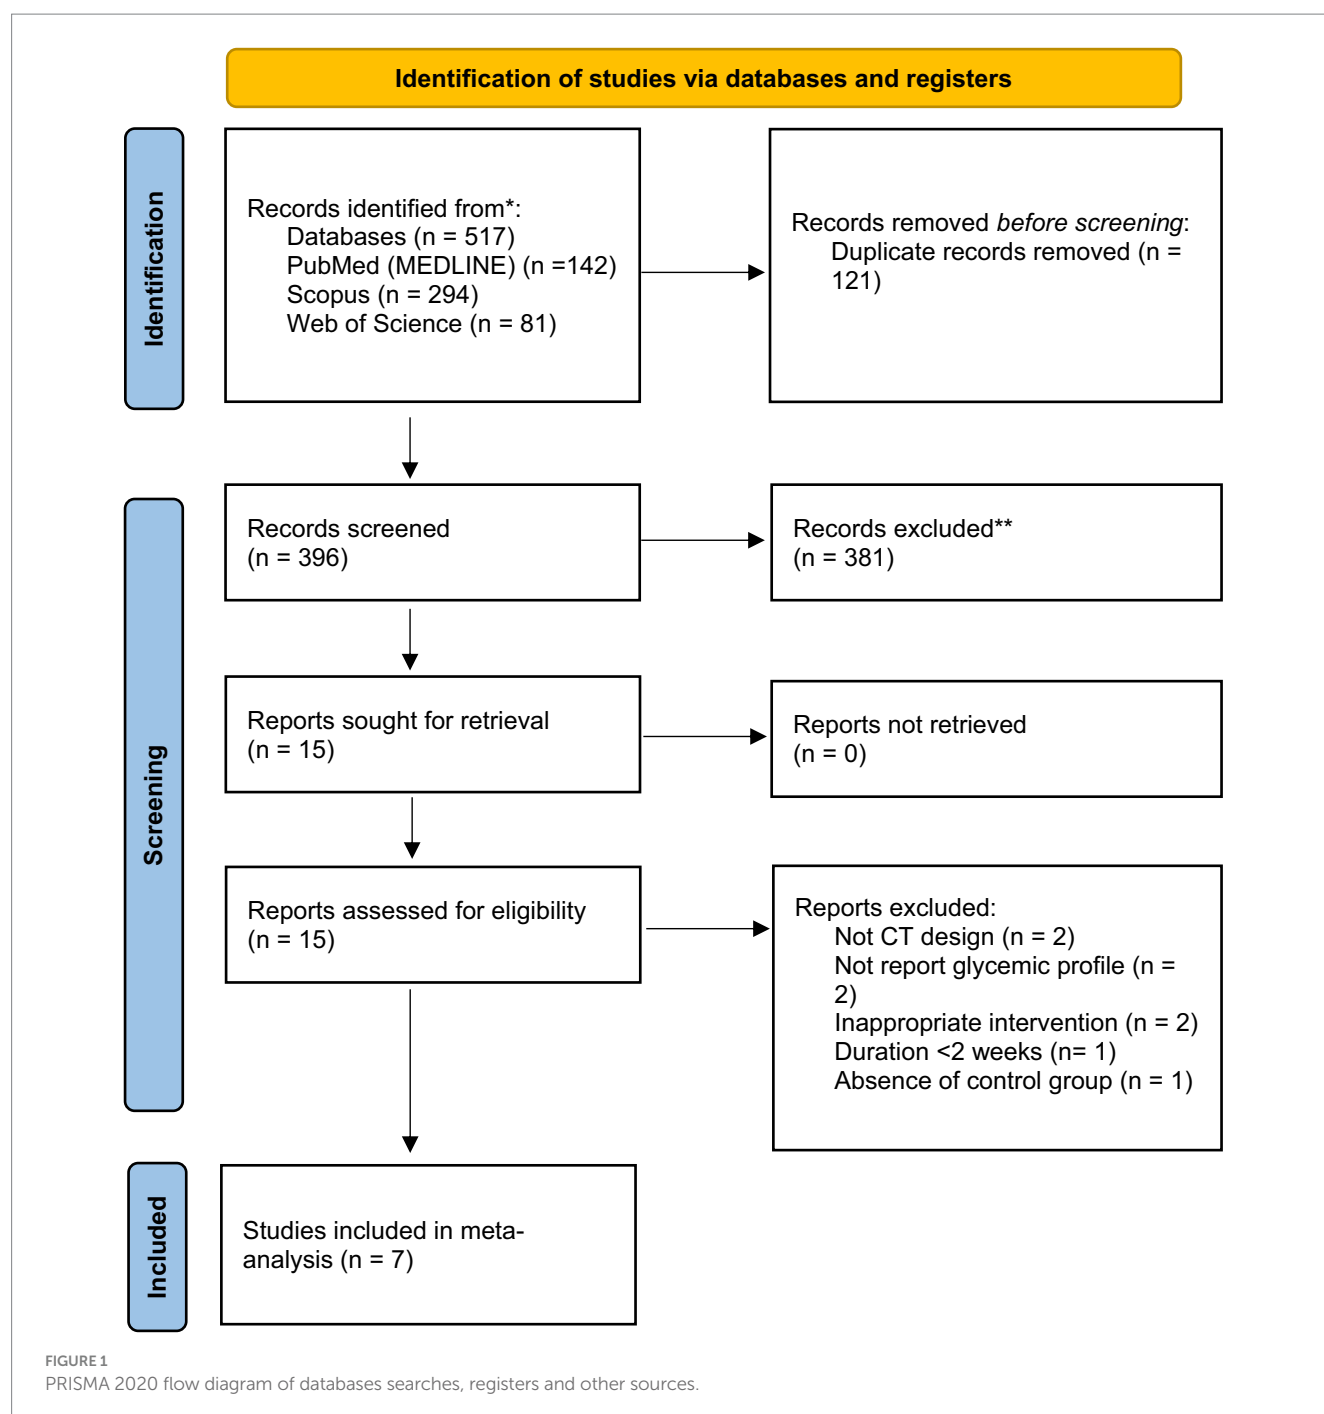 Identification of studies via databases and registers
Identification
Records identified from*:
Databases (n = 517)
PubMed (MEDLINE) (n =142)
Scopus (n = 294)
Web of Science (n = 81)
Records removed before screening:
Duplicate records removed (n =
121)
Screening
Records screened
(n = 396)
Records excluded**
(n = 381)
Reports sought for retrieval
(n = 15)
Reports not retrieved
(n = 0)
Reports assessed for eligibility
(n = 15)
Reports excluded:
Not CT design (n = 2)
Not report glycemic profile (n =
2)
Inappropriate intervention (n = 2)
Duration <2 weeks (n= 1)
Absence of control group (n = 1)
Included
Studies included in meta-
analysis (n = 7)
FIGURE 1
PRISMA 2020 flow diagram of databases searches, registers and other sources.